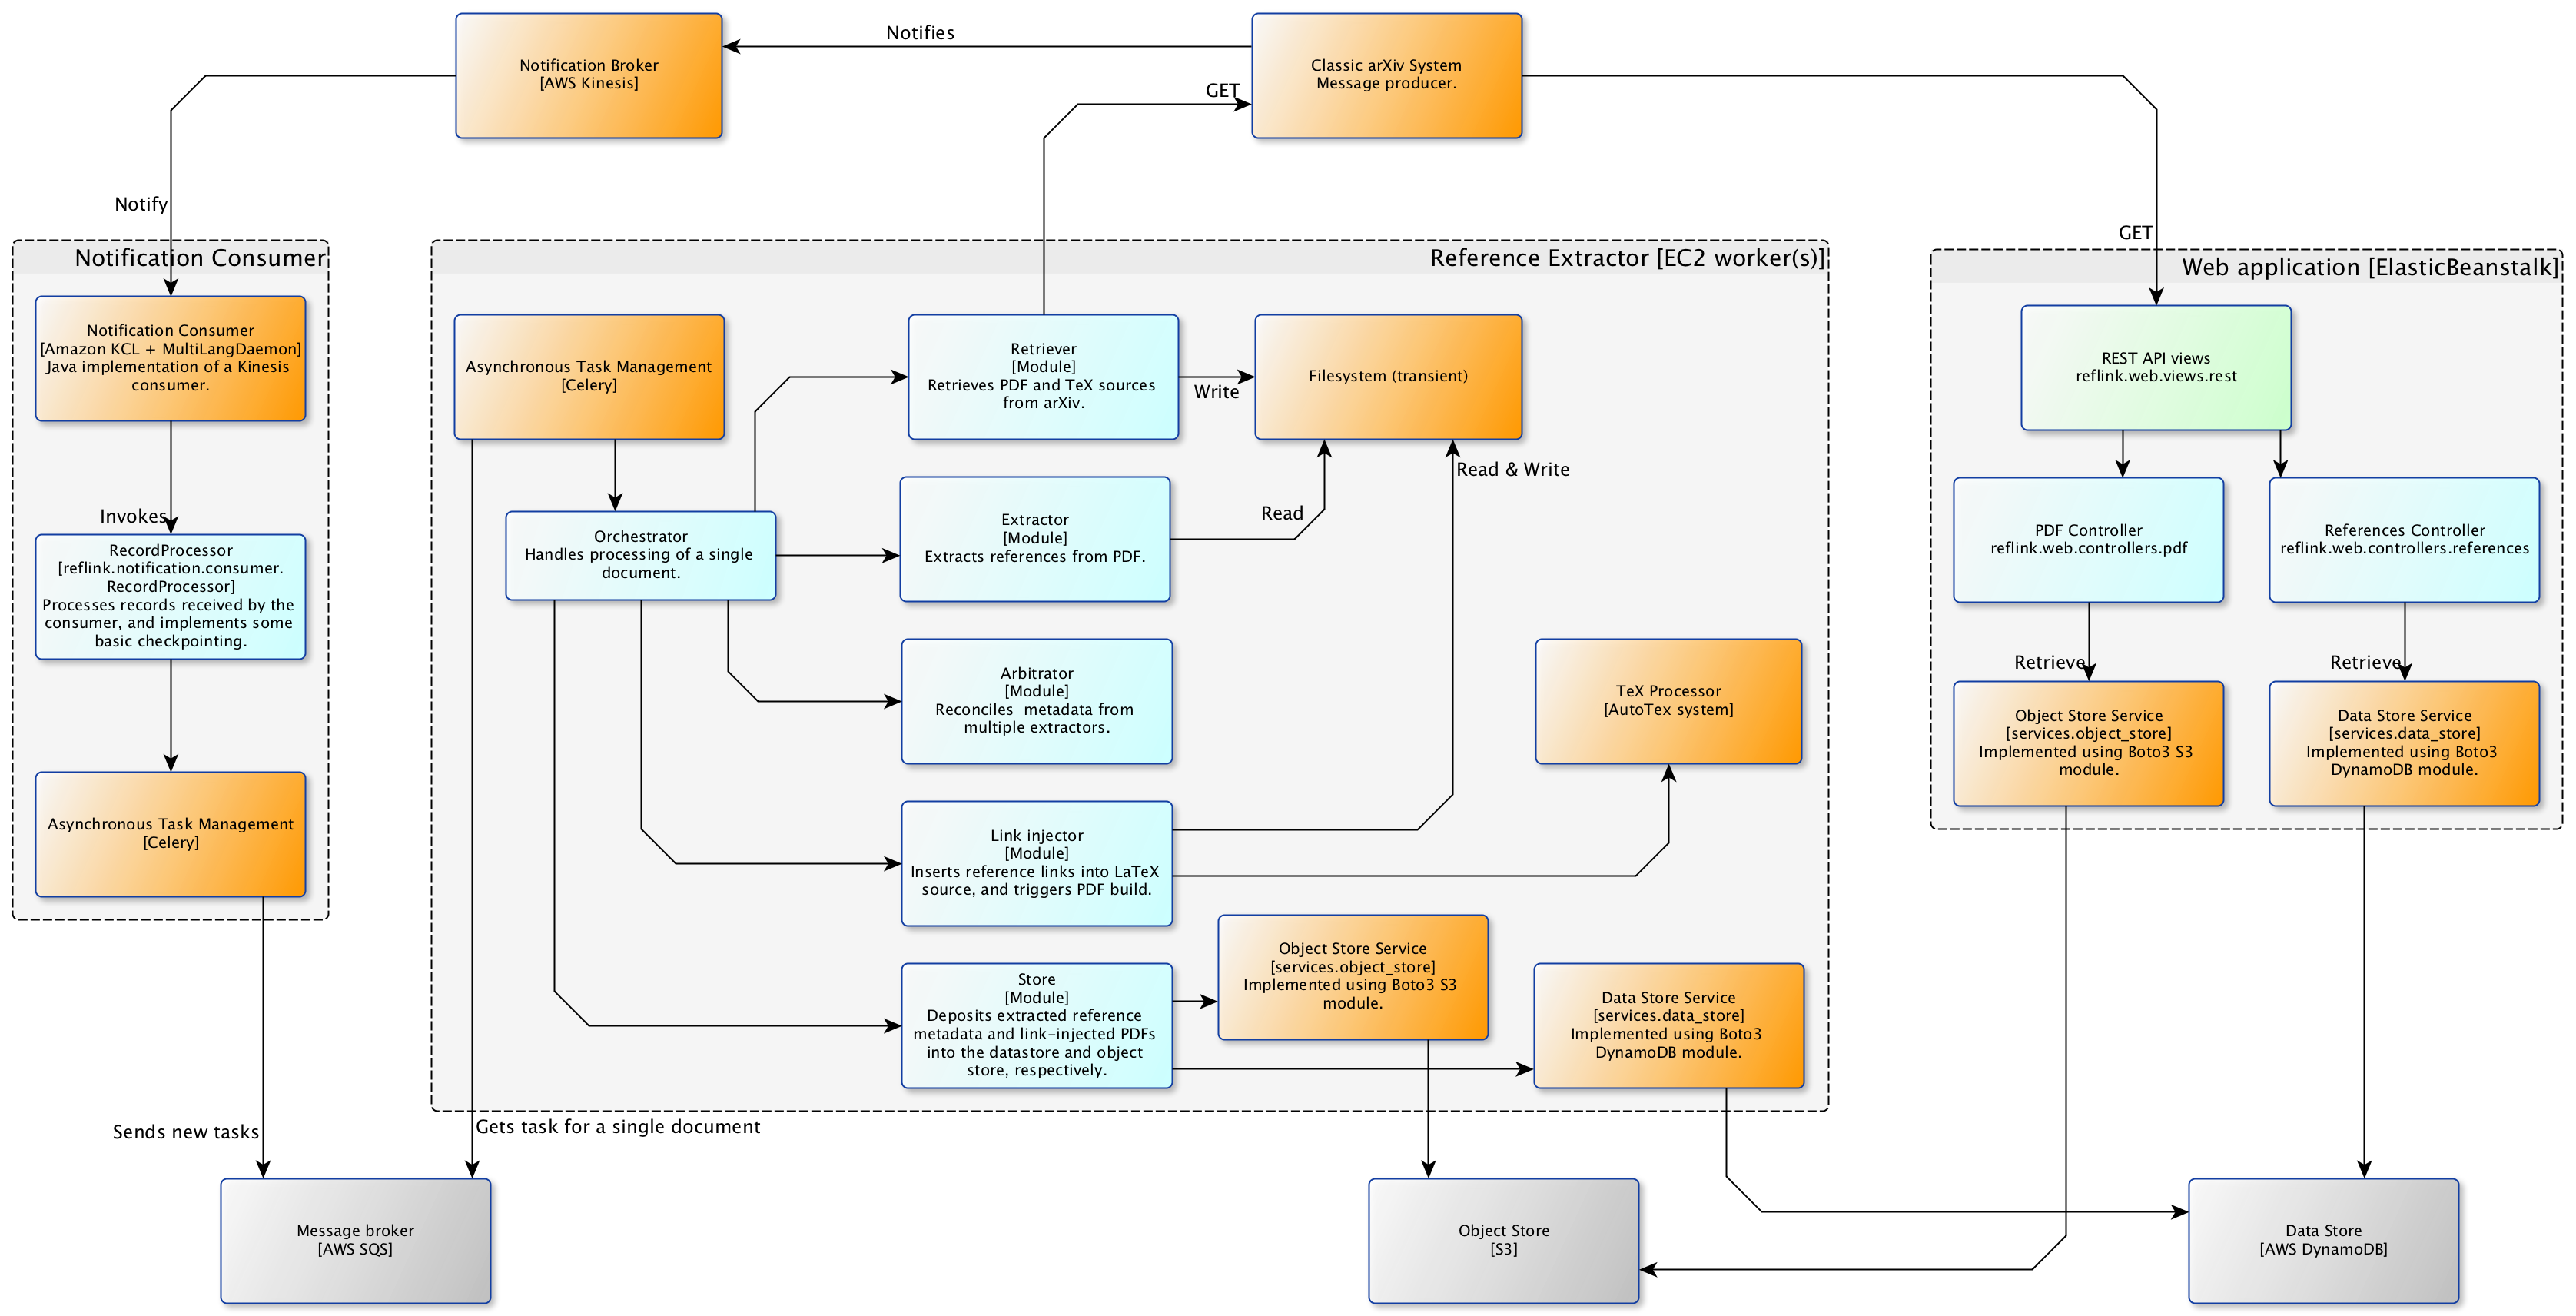 Notification Broker
[AWS Kinesis]
Notifies
Classic arXiv System
Message producer.
GET
Notify
GET
Notification Consumer
Notification Consumer
[Amazon KCL + MultiLangDaemon]
Java implementation of a Kinesis
consumer.
Invokes
RecordProcessor
[reflink.notification.consumer.
RecordProcessor]
Processes records received by the
consumer, and implements some
basic checkpointing.
Asynchronous Task Management
[Celery]
Sends new tasks
Message broker
[AWS SQS]
Reference Extractor [EC2 worker(s)]
Asynchronous Task Management
[Celery]
Gets task for a single document
Orchestrator
Handles processing of a single
document.
Retriever
[Module]
Retrieves PDF and TeX sources
from arXiv.
Write
Filesystem (transient)
Read & Write
Extractor
[Module]
Extracts references from PDF.
Read
Arbitrator
[Module]
Reconciles  metadata from
multiple extractors.
TeX Processor
[AutoTex system]
Link injector
[Module]
Inserts reference links into LaTeX
source, and triggers PDF build.
Store
[Module]
Deposits extracted reference
metadata and link-injected PDFs
into the datastore and object
store, respectively.
Object Store Service
[services.object_store]
Implemented using Boto3 S3
module.
Data Store Service
[services.data_store]
Implemented using Boto3
DynamoDB module.
Object Store
[S3]
Web application [ElasticBeanstalk]
REST API views
reflink.web.views.rest
PDF Controller
reflink.web.controllers.pdf
References Controller
reflink.web.controllers.references
Retrieve
Retrieve
Object Store Service
[services.object_store]
Implemented using Boto3 S3
module.
Data Store Service
[services.data_store]
Implemented using Boto3
DynamoDB module.
Data Store
[AWS DynamoDB]